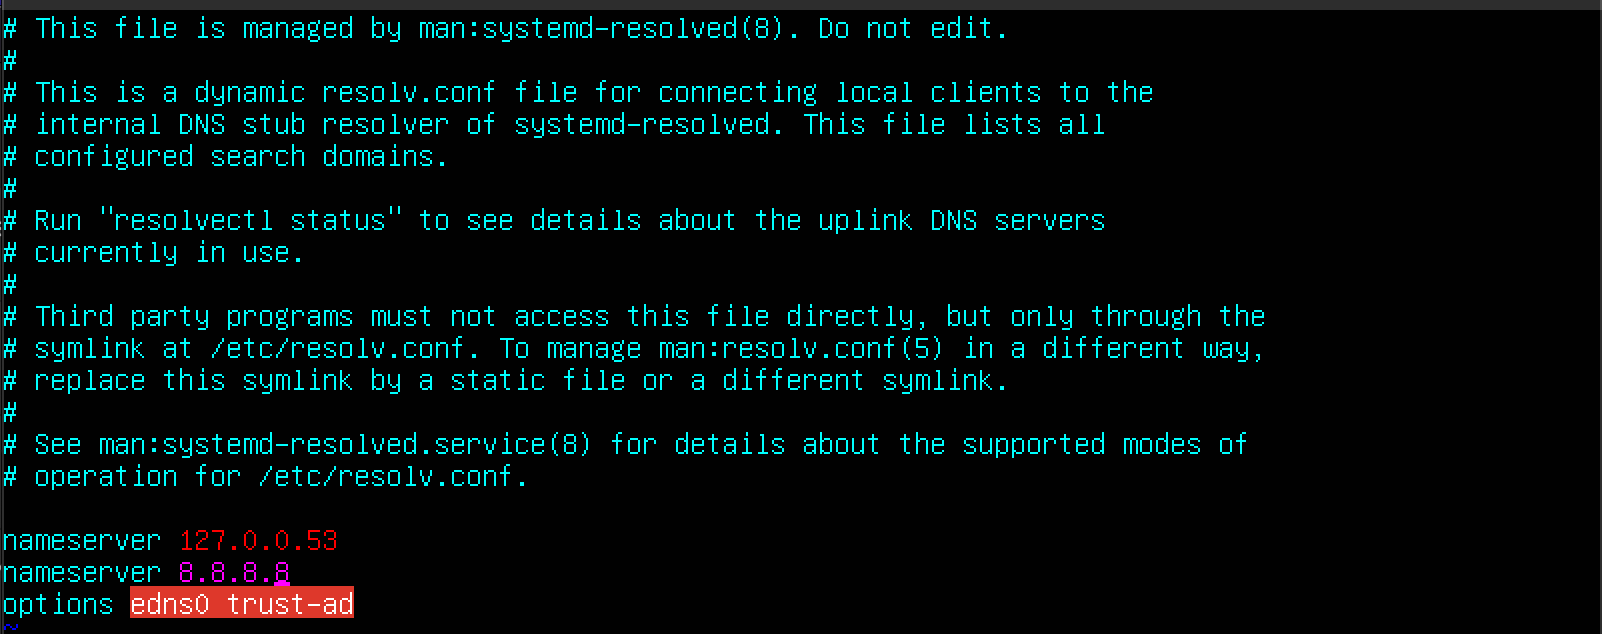 # This file is managed by man:systemd-resolved(8). Do not edit.
#
# This is a dynamic resolv.conf file for connecting local clients to the
# internal DNS stub resolver of systemd-resolved. This file lists all
# configured search domains.
#
# Run "resolvectl status" to see details about the uplink DNS servers
# currently in use.
#
# Third party programs must not access this file directly, but only through the
# symlink at /etc/resolv.conf. To manage man:resolv.conf(5) in a different way,
# replace this symlink by a static file or a different symlink.
#
# See man:systemd-resolved.service(8) for details about the supported modes of
# operation for /etc/resolv.conf.

nameserver 127.0.0.53
nameserver 8.8.8.8
options edns0 trust-ad
~